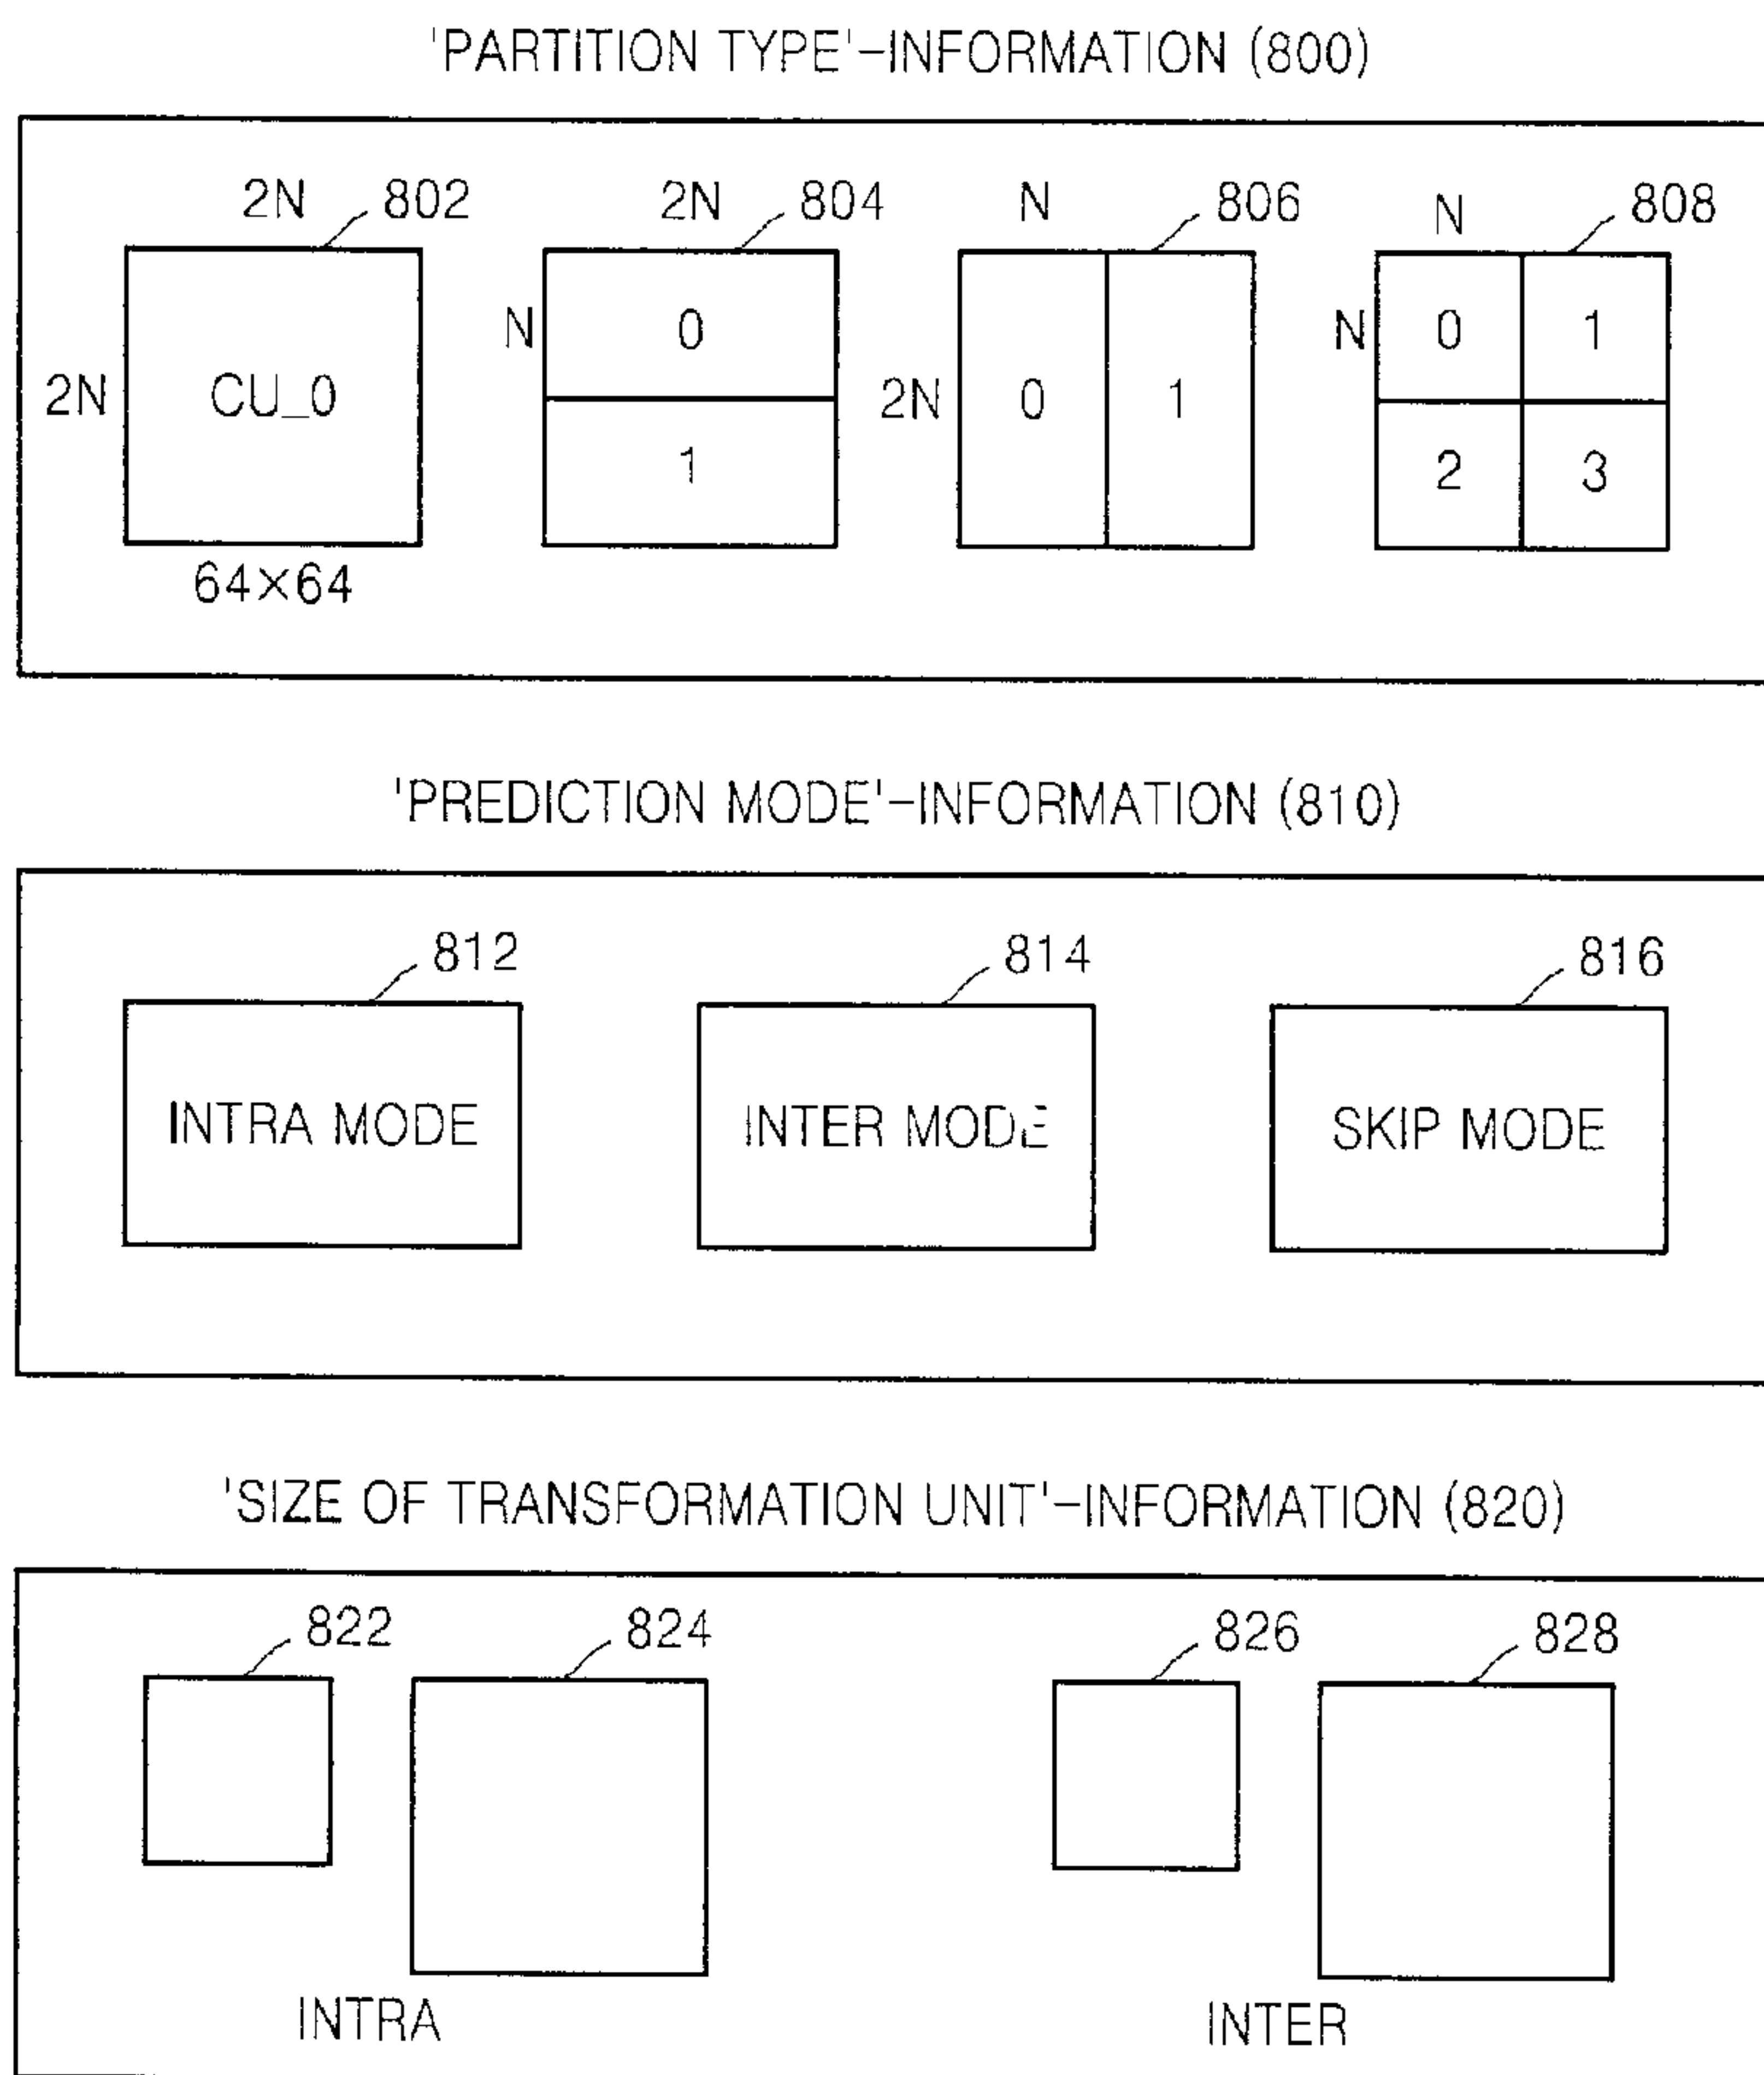 'PARTITION TYPE'-INFORMATION (800)
2N 802 2N 804 N 806 N 808
2N CU_0 N 0 1 2N 0 1 N 0 1 2 3
64×64
'PREDICTION MODE'-INFORMATION (810)
812 814 816
INTRA MODE INTER MODE SKIP MODE
'SIZE OF TRANSFORMATION UNIT'-INFORMATION (820)
822 824 826 828
INTRA INTER